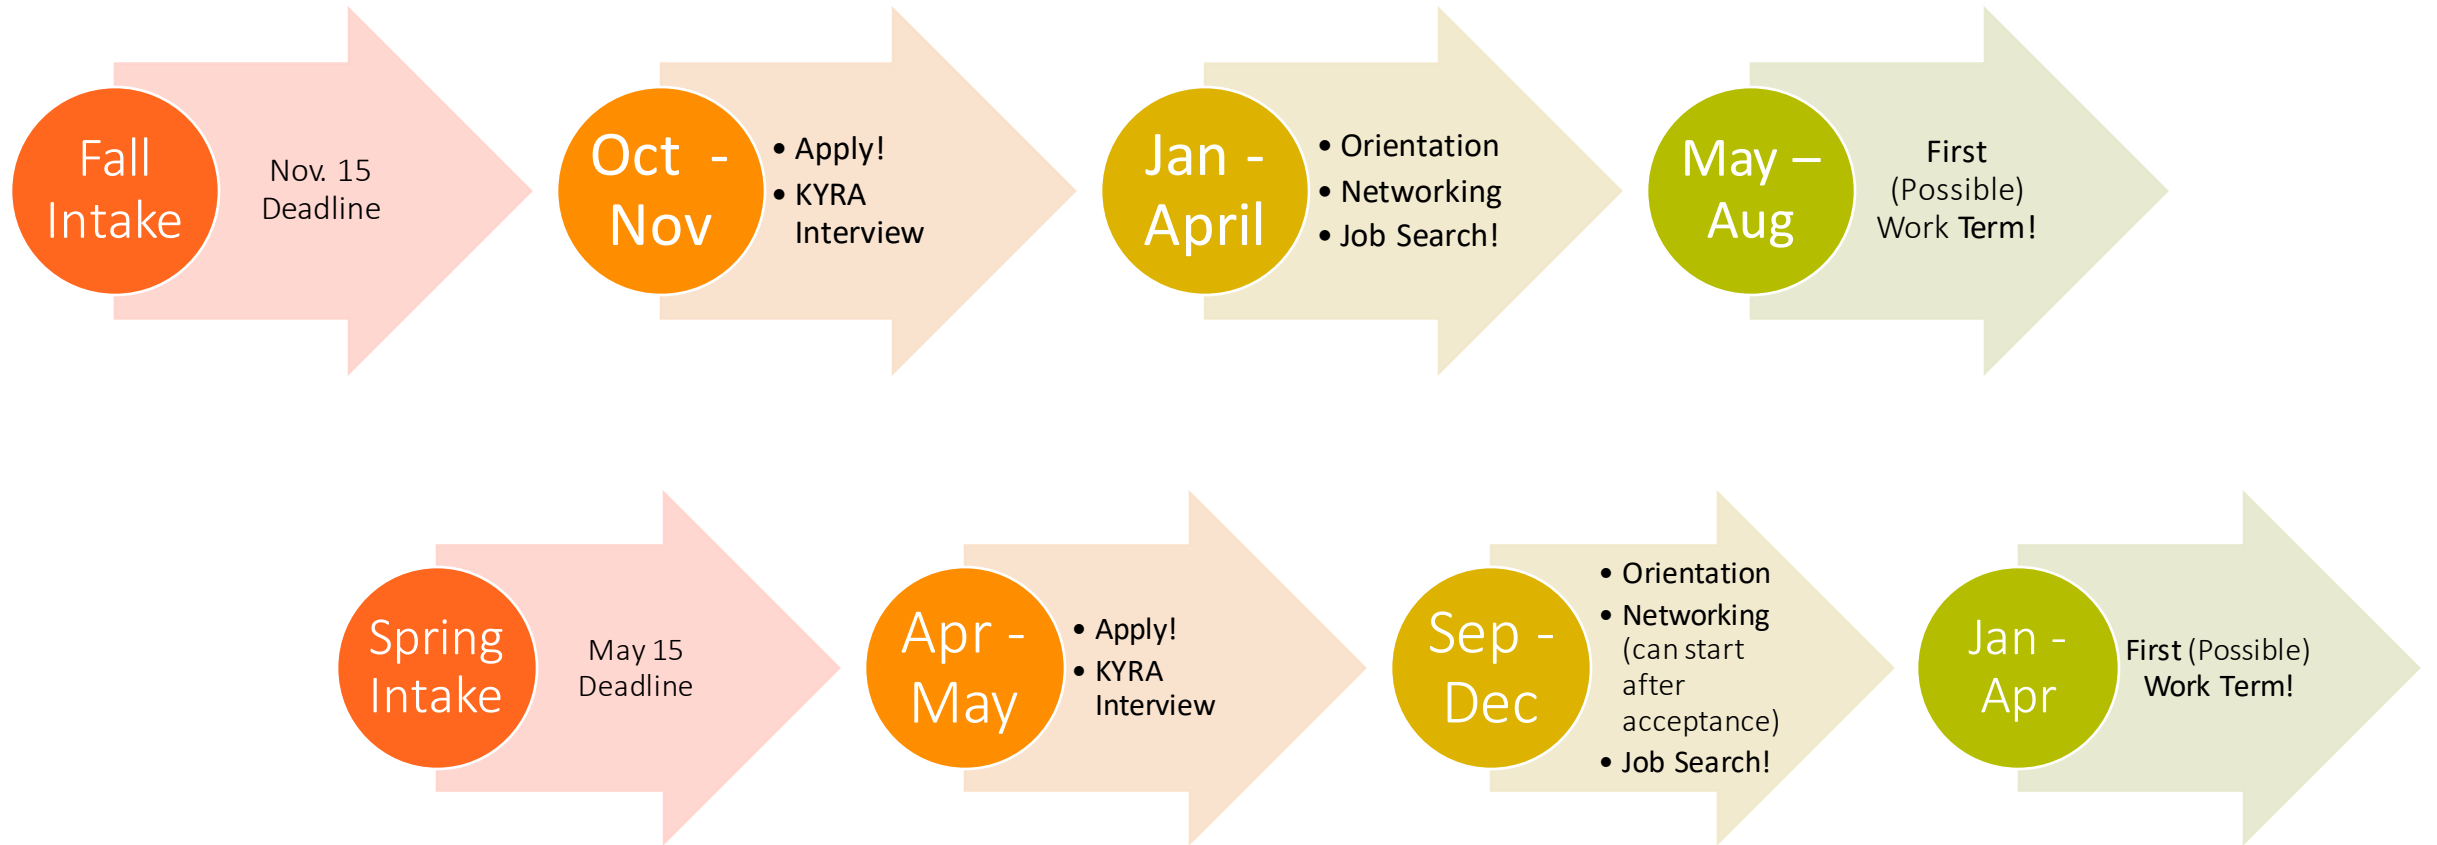 Fall
Intake
Nov. 15
Deadline
Oct -
Nov
• Apply!
• KYRA
Interview
Jan -
April
• Orientation
• Networking
• Job Search!
May –
Aug
First
(Possible)
Work Term!
Spring
Intake
May 15
Deadline
Apr -
May
• Apply!
• KYRA
Interview
Sep -
Dec
• Orientation
• Networking
(can start
after
acceptance)
• Job Search!
Jan -
Apr
First (Possible)
Work Term!